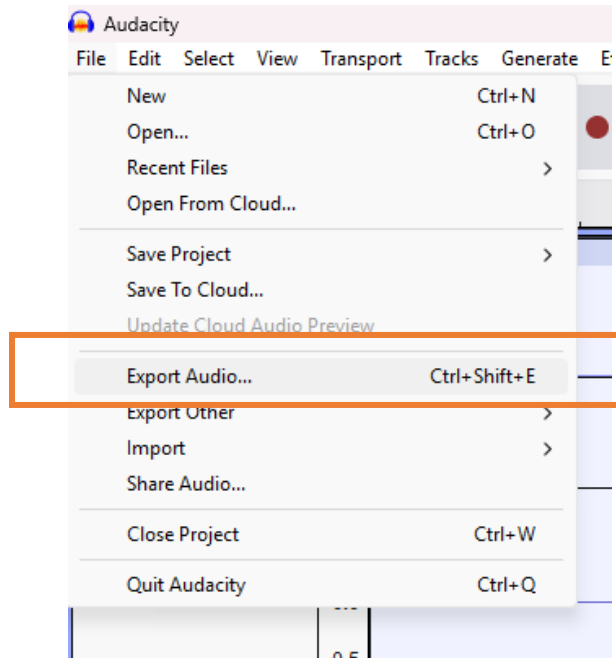 Audacity
File Edit Select View Transport Tracks Generate
New Ctrl+N
Open... Ctrl+O
Recent Files
Open From Cloud...
Save Project
Save To Cloud...
Update Cloud Audio Preview
Export Audio... Ctrl+Shift+E
Export Other
Import
Share Audio...
Close Project Ctrl+W
Quit Audacity Ctrl+Q